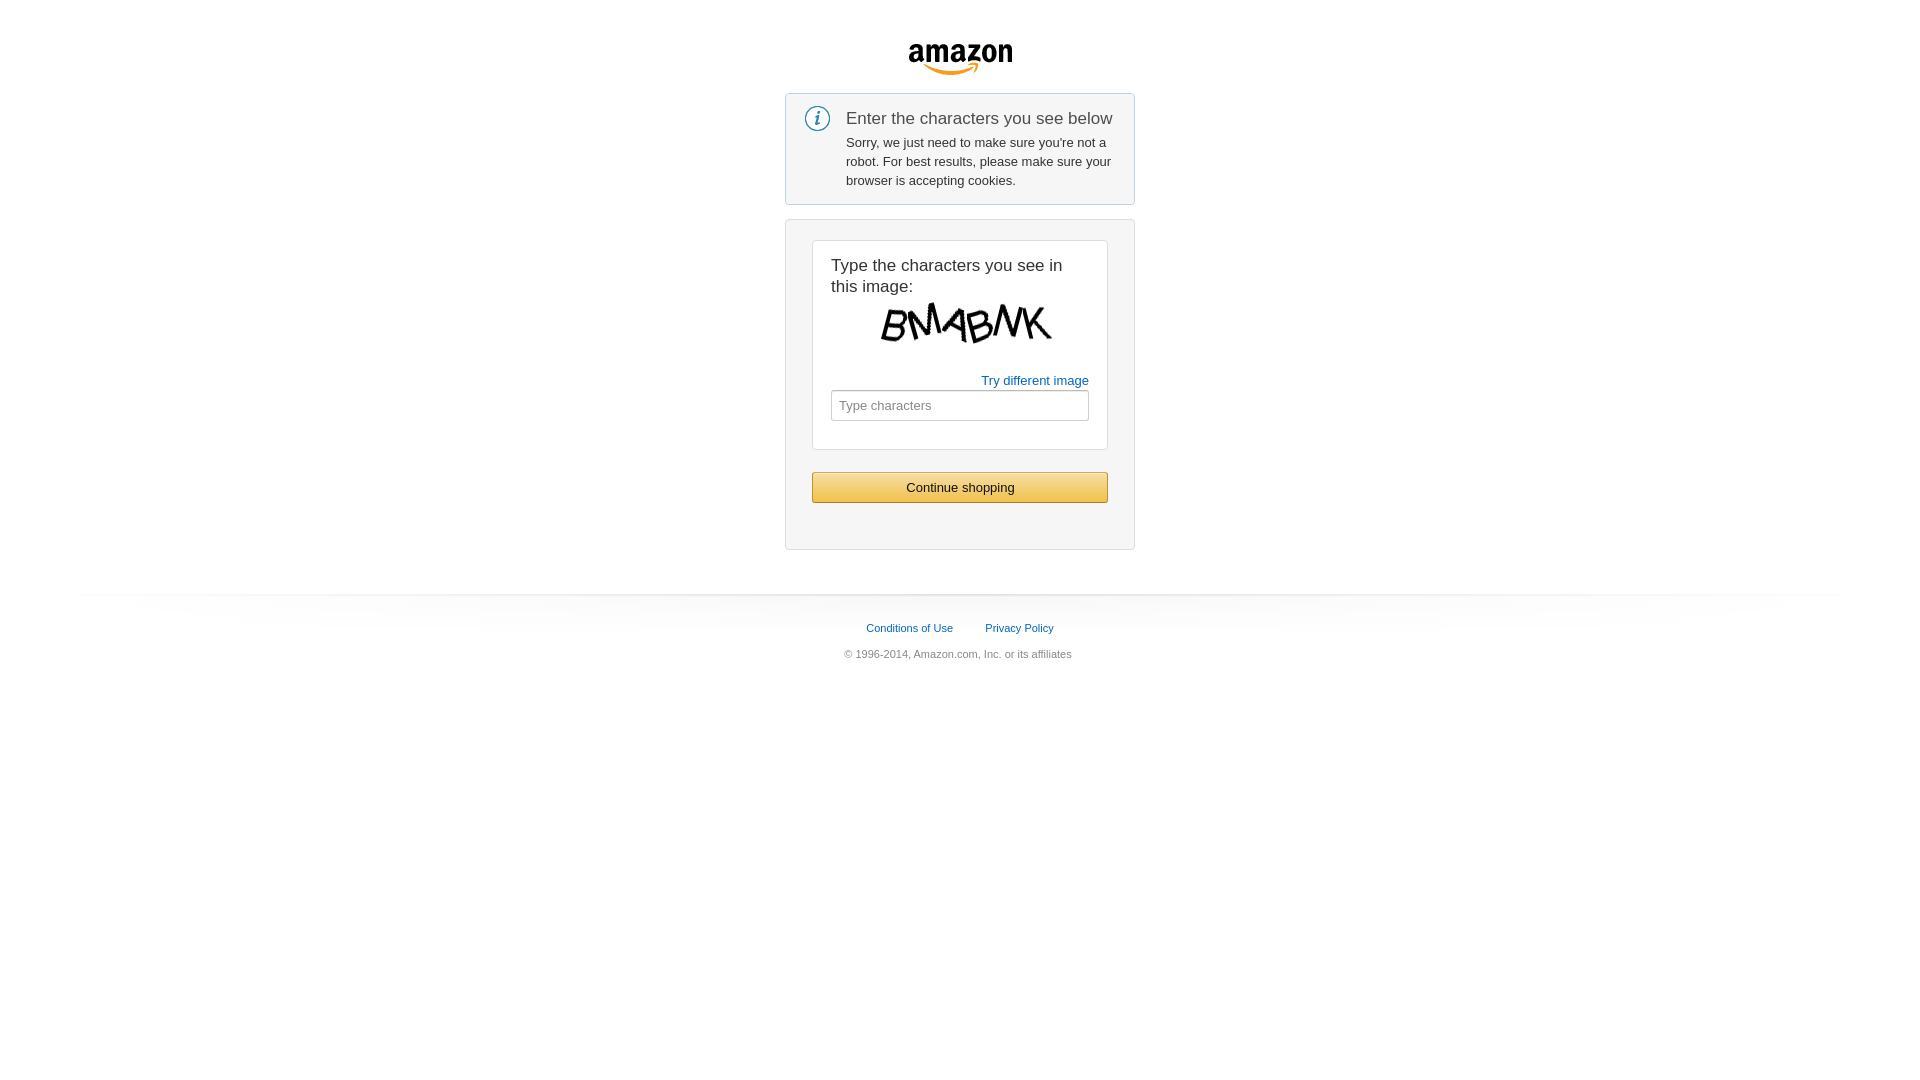 amazon
Enter the characters you see below
Sorry, we just need to make sure you're not a
robot. For best results, please make sure your
browser is accepting cookies.
Type the characters you see in
this image:
BMABNK
Try different image
Type characters
Continue shopping
Conditions of Use Privacy Policy
© 1996-2014, Amazon.com, Inc. or its affiliates